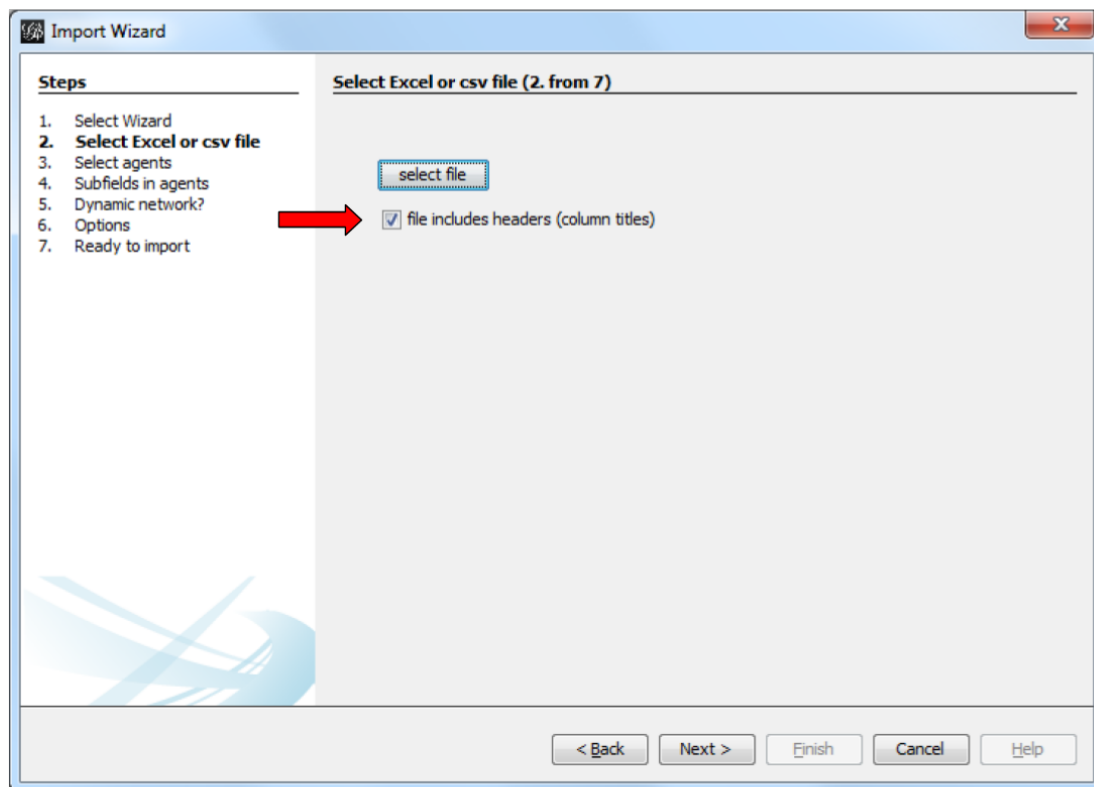 Import Wizard
Steps
1. Select Wizard
2. Select Excel or csv file
3. Select agents
4. Subfields in agents
5. Dynamic network?
6. Options
7. Ready to import
Select Excel or csv file (2. from 7)
select file
file includes headers (column titles)
< Back Next > Finish Cancel Help